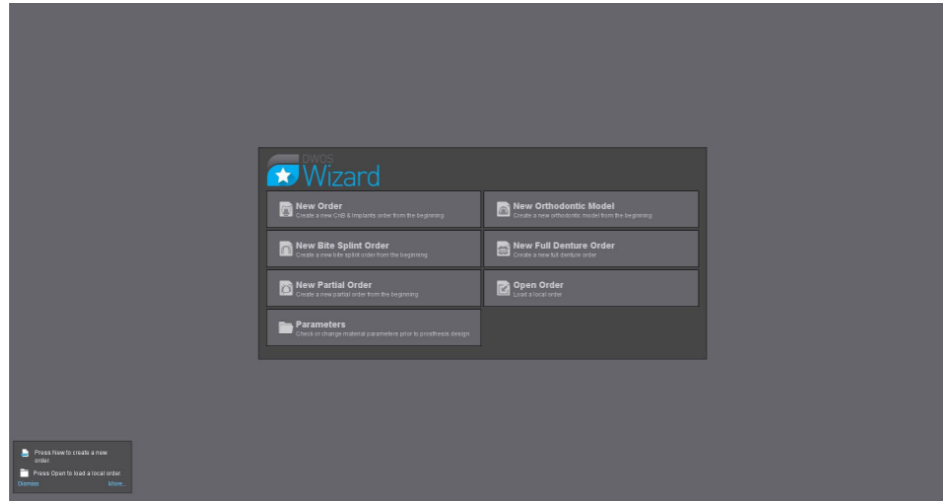 DWOS
Wizard
New Order
Create a new CnB & Implants order from the beginning
New Orthodontic Model
Create a new orthodontic model from the beginning
New Bite Splint Order
Create a new bite splint order from the beginning
New Full Denture Order
Create a new full denture order
New Partial Order
Create a new partial order from the beginning
Open Order
Load a local order
Parameters
Check or change material parameters prior to prosthesis design
Press New to create a new
order.
Press Open to load a local order.
Dismiss More...